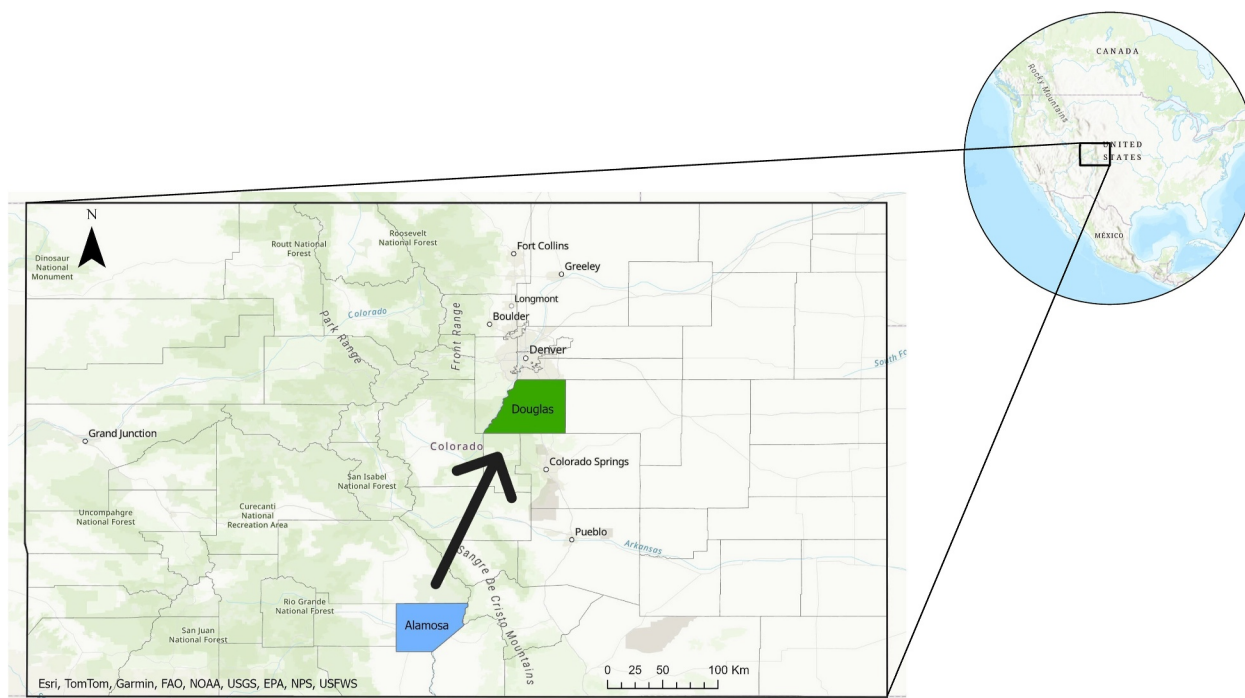 CANADA
Rocky Mountains
UNITED
STATES
MÉXICO
N
Dinosaur
National
Monument
Routt National
Forest
Roosevelt
National Forest
Fort Collins
Greeley
Longmont
Boulder
Colorado
Park Range
Front Range
Denver
South Fo
Douglas
Grand Junction
Colorado
Colorado Springs
San Isabel
National Forest
Uncompahgre
National Forest
Curecanti
National
Recreation Area
Pueblo
Arkansas
Sangre De Cristo Mountains
Rio Grande
National Forest
Alamosa
San Juan
National Forest
0 25 50 100 Km
Esri, TomTom, Garmin, FAO, NOAA, USGS, EPA, NPS, USFWS